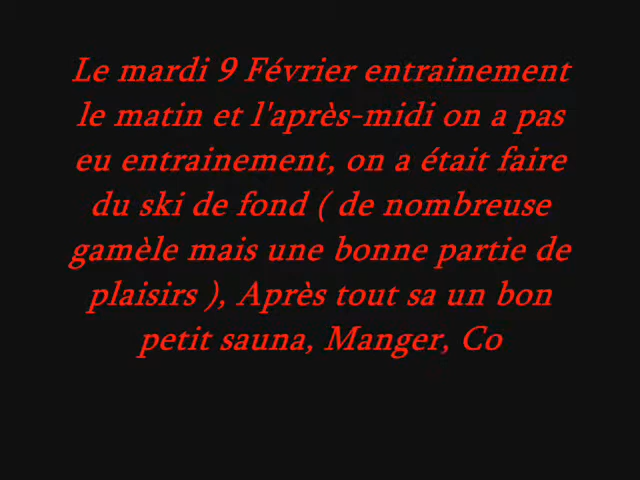 Le mardi 9 Février entrainement
le matin et l'après-midi on a pas
eu entrainement, on a était faire
du ski de fond ( de nombreuse
gamèle mais une bonne partie de
plaisirs ), Après tout sa un bon
petit sauna, Manger, Co